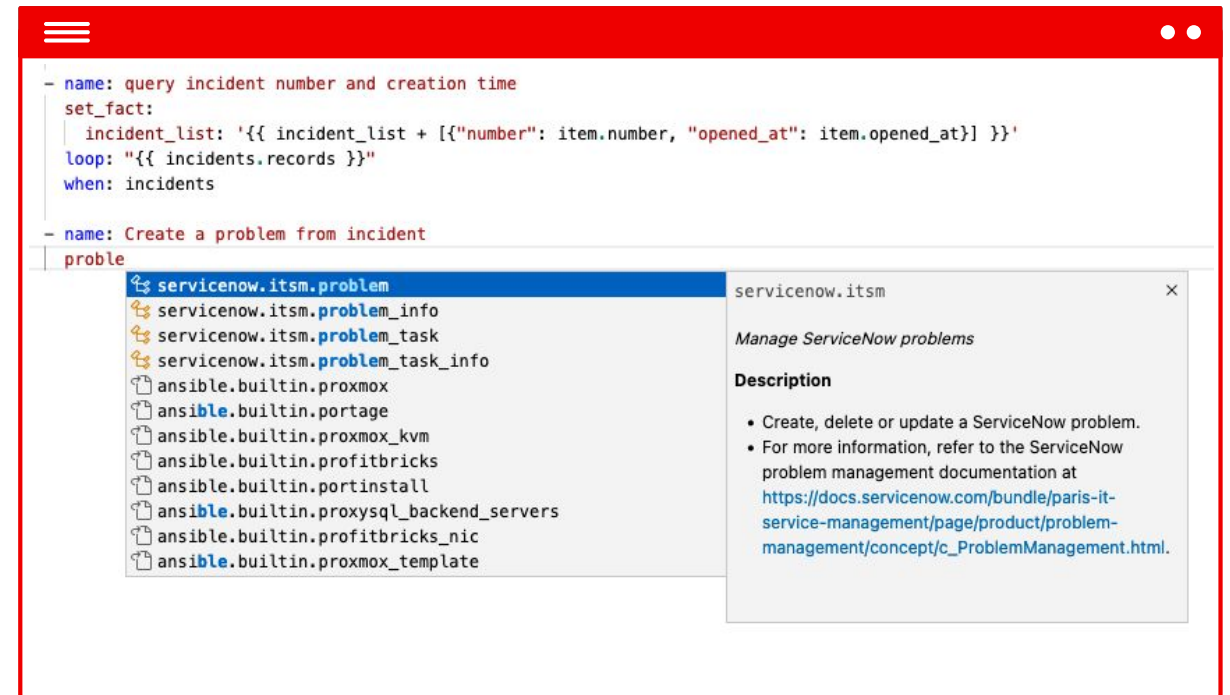 - name: query incident number and creation time
set_fact:
incident_list: '{{ incident_list + [{"number": item.number, "opened_at": item.opened_at}] }}'
loop: "{{ incidents.records }}"
when: incidents
- name: Create a problem from incident
proble
servicenow.itsm.problem
servicenow.itsm.problem_info
servicenow.itsm.problem_task
servicenow.itsm.problem_task_info
ansible.builtin.proxmox
ansible.builtin.portage
ansible.builtin.proxmox_kvm
ansible.builtin.profitbricks
ansible.builtin.portinstall
ansible.builtin.proxysql_backend_servers
ansible.builtin.profitbricks_nic
ansible.builtin.proxmox_template
servicenow.itsm ×
Manage ServiceNow problems
Description
• Create, delete or update a ServiceNow problem.
• For more information, refer to the ServiceNow
problem management documentation at
https://docs.servicenow.com/bundle/paris-it-
service-management/page/product/problem-
management/concept/c_ProblemManagement.html.